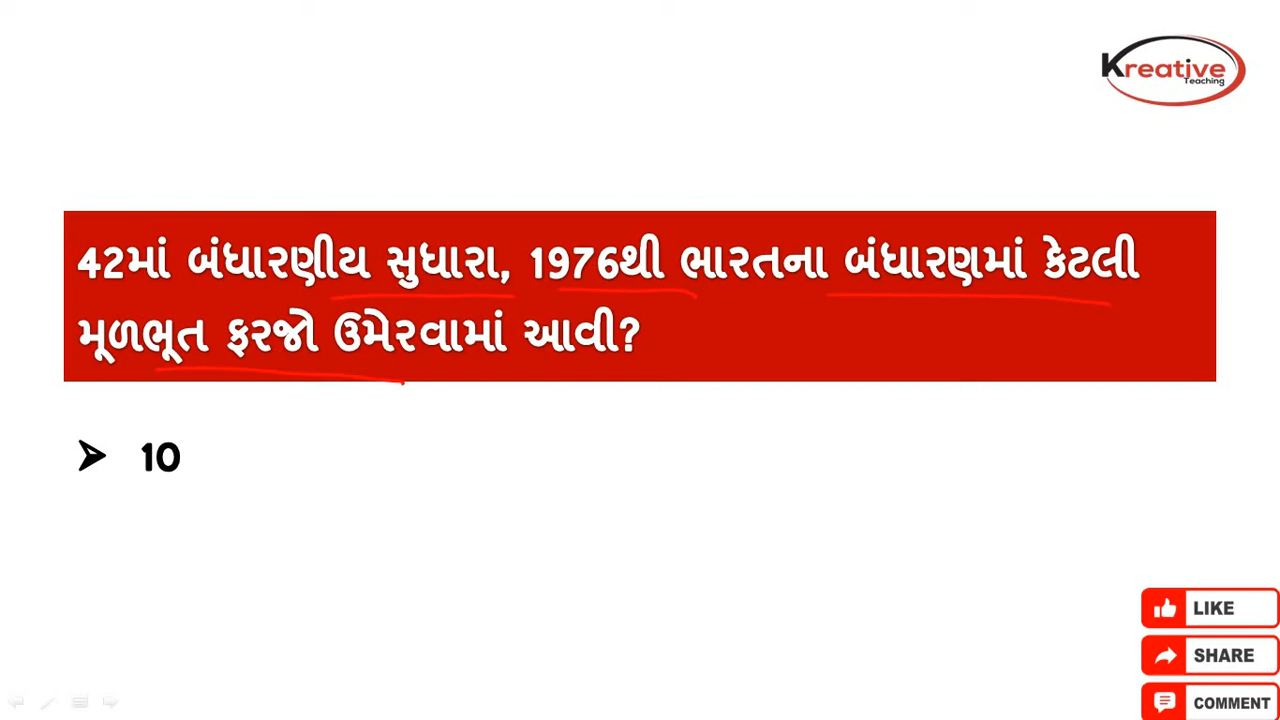 Kreative
Teaching
42માં બંધારણીય સુધારા, 1976થી ભારતના બંધારણમાં કેટલી
મૂળભૂત ફરજો ઉમેરવામાં આવી?
➤ 10
LIKE
SHARE
COMMENT